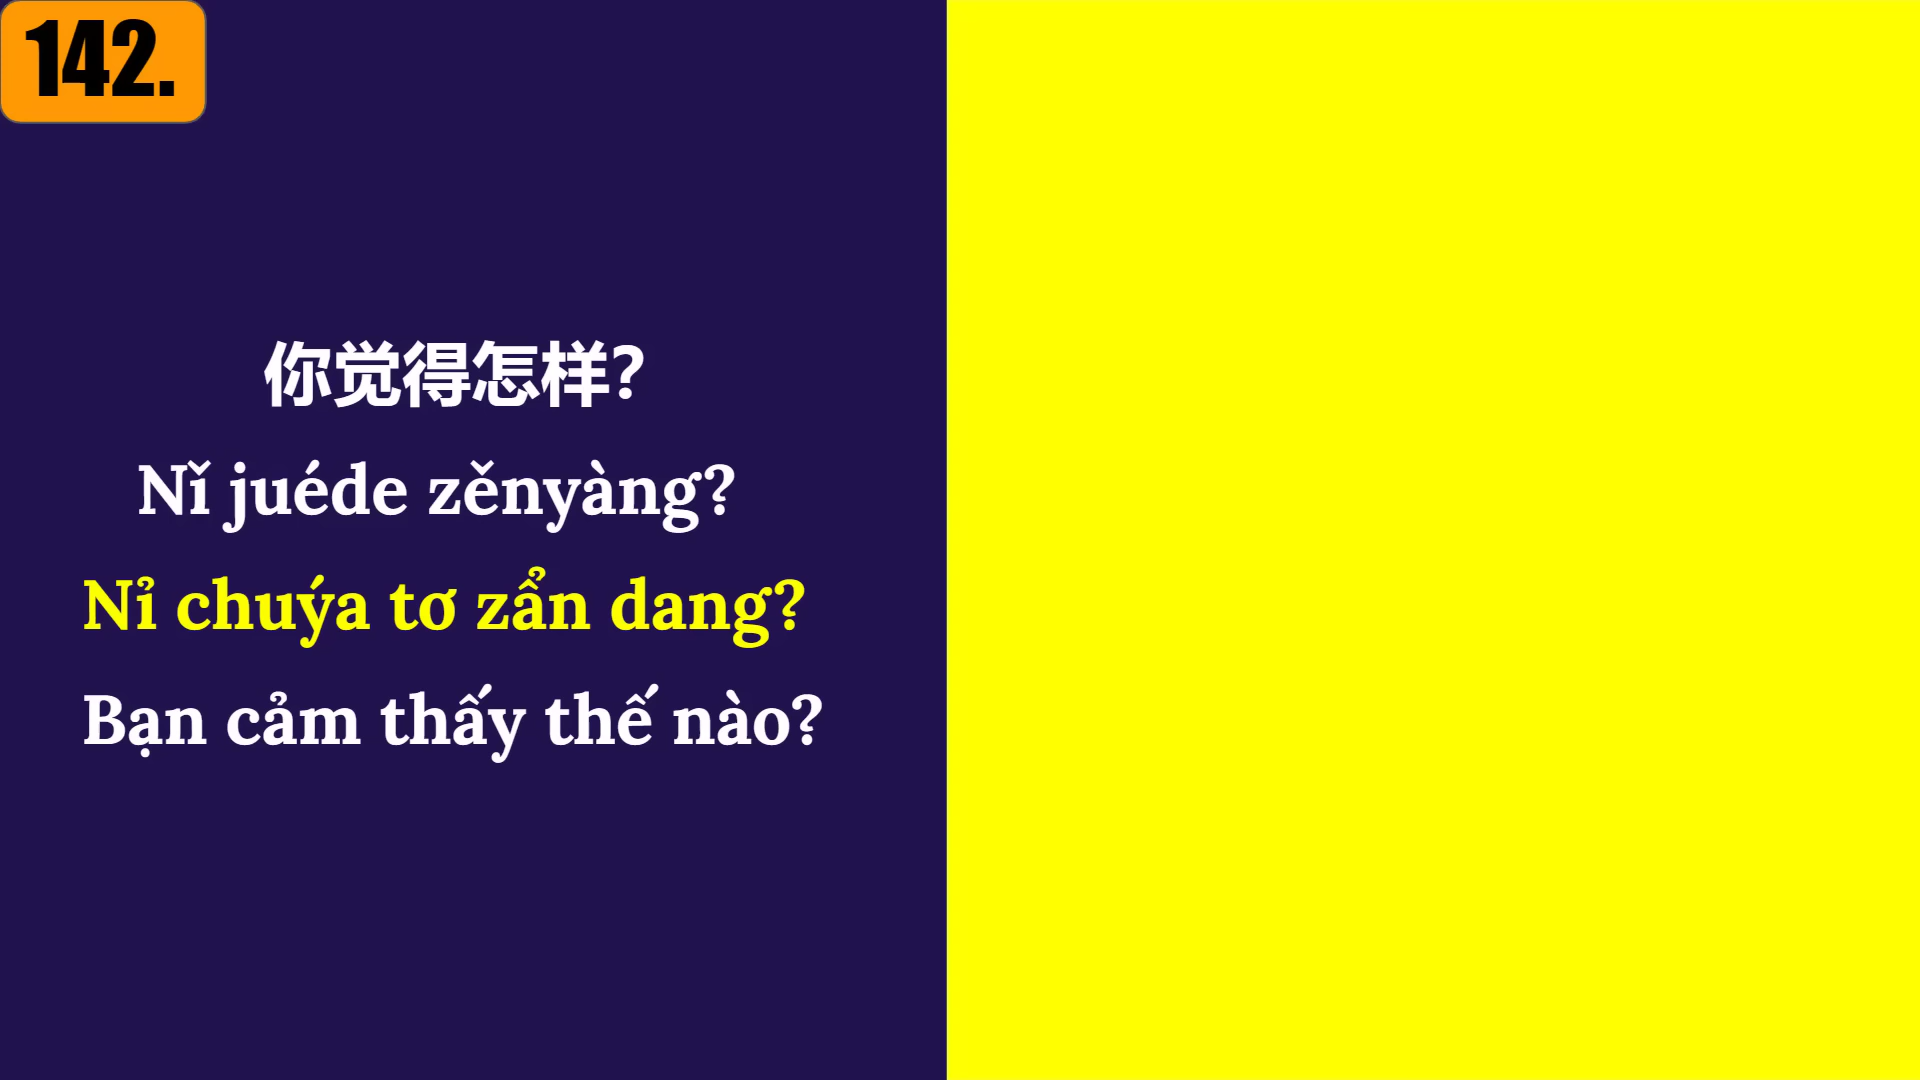 142.
你觉得怎样?
Nǐ juéde zěnyàng?
Nỉ chuýa tơ zẩn dang?
Bạn cảm thấy thế nào?